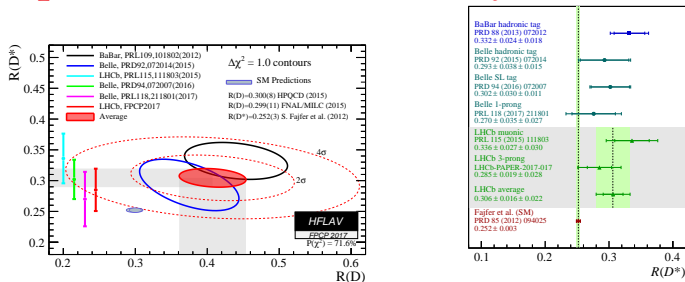 R(D*)
BaBar, PRL109,101802(2012)
Belle, PRD92,072014(2015)
LHCb, PRL115,111803(2015)
Belle, PRD94,072007(2016)
Belle, PRL118,211801(2017)
LHCb, FPCP2017
Average
Δχ² = 1.0 contours
SM Predictions
R(D)=0.300(8) HPQCD (2015)
R(D)=0.299(11) FNAL/MILC (2015)
R(D*)=0.252(3) S. Fajfer et al. (2012)
0.5
0.45
0.4
0.35
0.3
0.25
0.2
4σ
2σ
HFLAV
FPCP 2017
P(χ²) = 71.6%
0.2 0.3 0.4 0.5 0.6
R(D)
BaBar hadronic tag
PRD 88 (2013) 072012
0.332 ± 0.024 ± 0.018
Belle hadronic tag
PRD 92 (2015) 072014
0.293 ± 0.038 ± 0.015
Belle SL tag
PRD 94 (2016) 072007
0.302 ± 0.030 ± 0.011
Belle 1-prong
PRL 118 (2017) 211801
0.270 ± 0.035 ± 0.027
LHCb muonic
PRL 115 (2015) 111803
0.336 ± 0.027 ± 0.030
LHCb 3-prong
LHCb-PAPER-2017-017
0.285 ± 0.019 ± 0.028
LHCb average
0.306 ± 0.016 ± 0.022
Fajfer et al. (SM)
PRD 85 (2012) 094025
0.252 ± 0.003
0.1 0.2 0.3 0.4
R(D*)